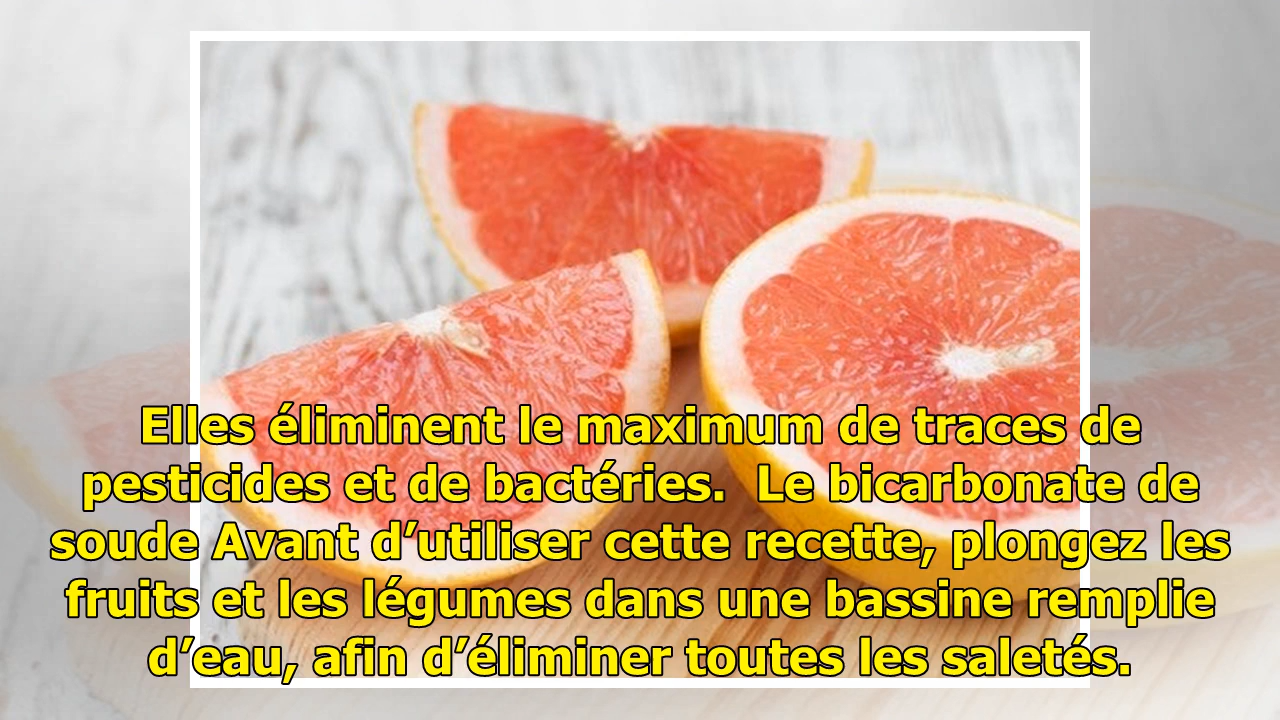 Elles éliminent le maximum de traces de
pesticides et de bactéries.  Le bicarbonate de
soude Avant d’utiliser cette recette, plongez les
fruits et les légumes dans une bassine remplie
d’eau, afin d’éliminer toutes les saletés.